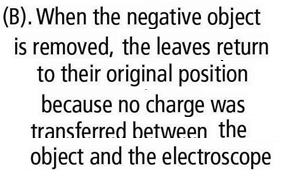 (B). When the negative object
is removed, the leaves return
to their original position
because no charge was
transferred between the
object and the electroscope